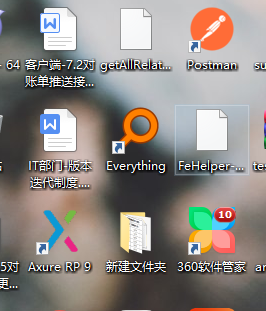 - 64
客户端-7.2对
账单推送接...
getAllRelat...
Postman
su
IT部门-版本
迭代制度....
Everything
FeHelper-...
te
5对
更...
Axure RP 9
新建文件夹
10
360软件管家
ar